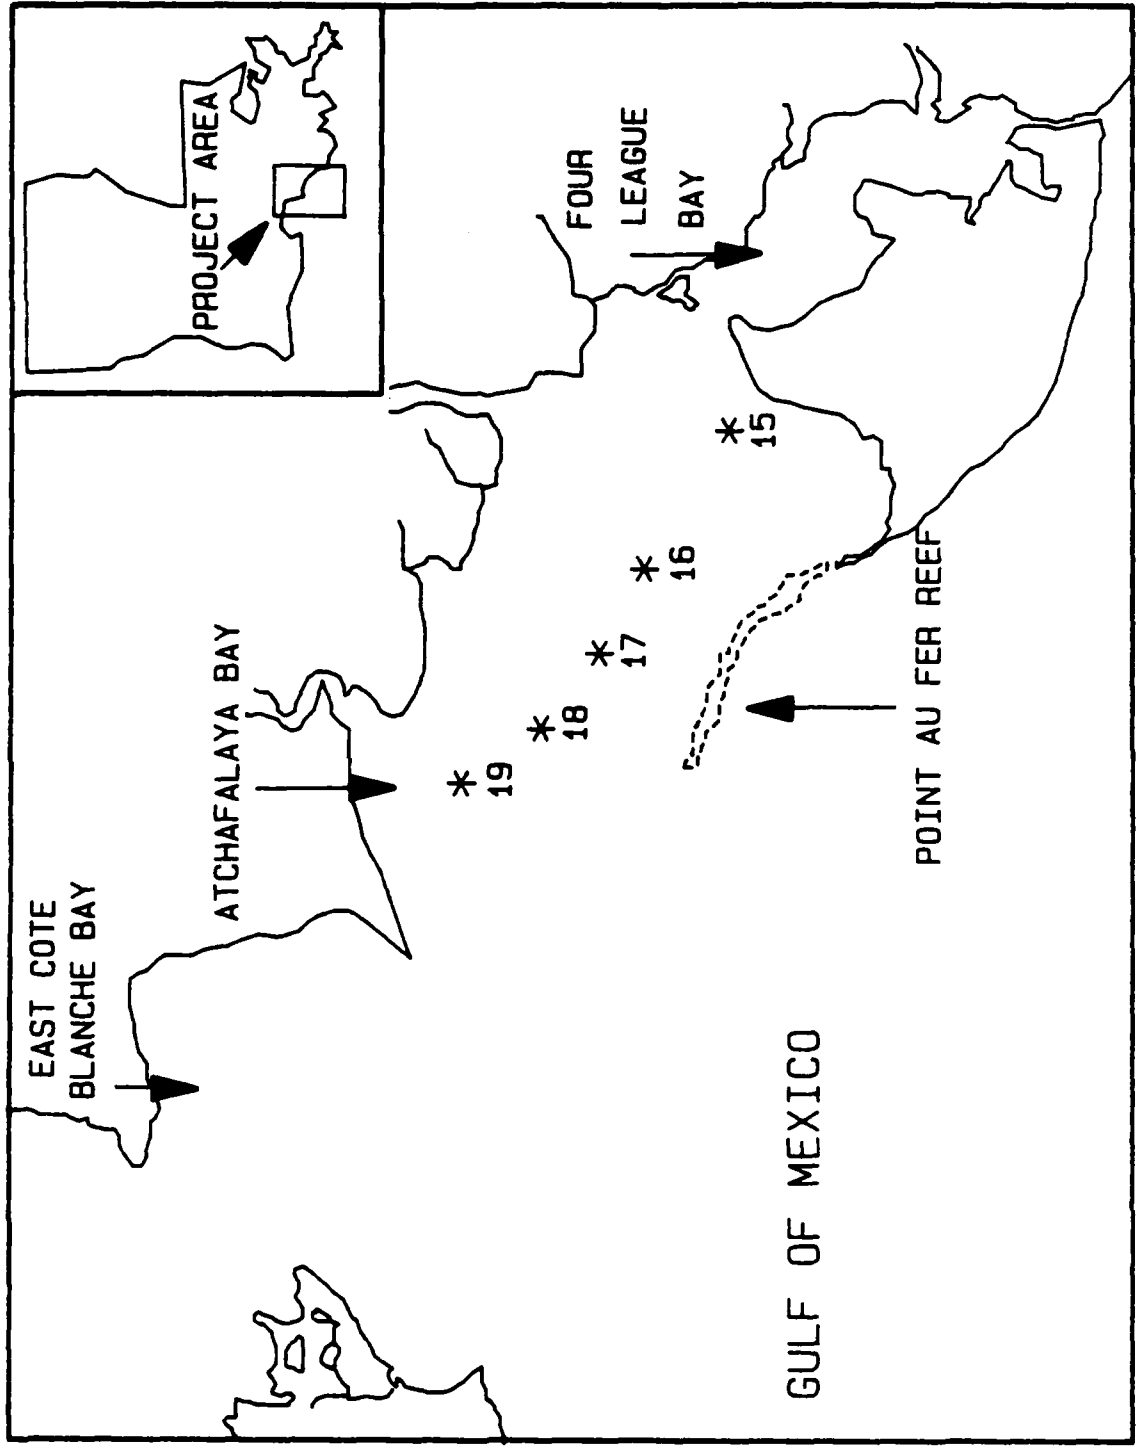 PROJECT AREA
EAST COTE
BLANCHE BAY
ATCHAFALAYA BAY
FOUR
LEAGUE
BAY
19
18
17
16
15
POINT AU FER REEF
GULF OF MEXICO